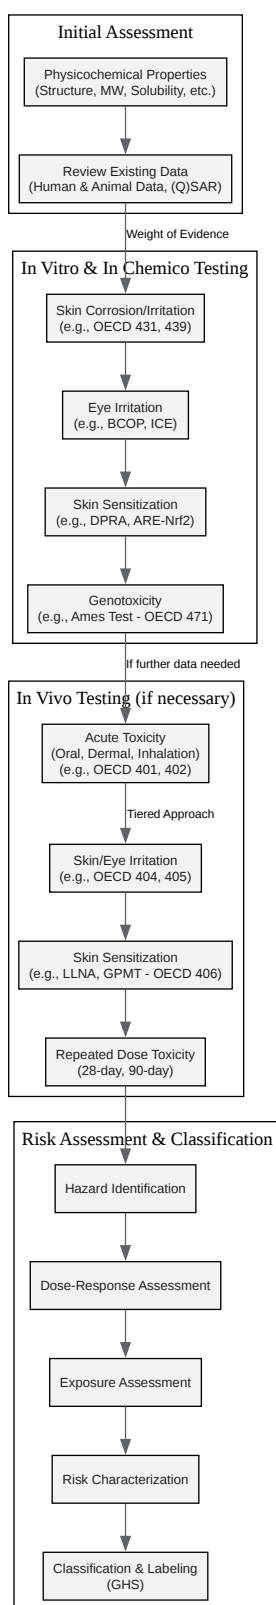 Initial Assessment
Physicochemical Properties
(Structure, MW, Solubility, etc.)
Review Existing Data
(Human & Animal Data, (Q)SAR)
Weight of Evidence
In Vitro & In Chemico Testing
Skin Corrosion/Irritation
(e.g., OECD 431, 439)
Eye Irritation
(e.g., BCOP, ICE)
Skin Sensitization
(e.g., DPRA, ARE-Nrf2)
Genotoxicity
(e.g., Ames Test - OECD 471)
If further data needed
In Vivo Testing (if necessary)
Acute Toxicity
(Oral, Dermal, Inhalation)
(e.g., OECD 401, 402)
Tiered Approach
Skin/Eye Irritation
(e.g., OECD 404, 405)
Skin Sensitization
(e.g., LLNA, GPMT - OECD 406)
Repeated Dose Toxicity
(28-day, 90-day)
Risk Assessment & Classification
Hazard Identification
Dose-Response Assessment
Exposure Assessment
Risk Characterization
Classification & Labeling
(GHS)